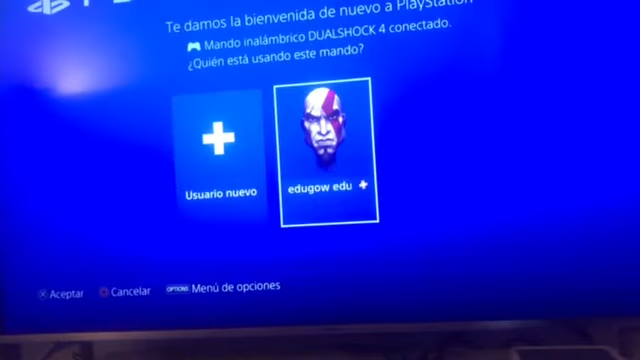 Te damos la bienvenida de nuevo a PlayStation
Mando inalámbrico DUALSHOCK 4 conectado.
¿Quién está usando este mando?
Usuario nuevo
edugow edu
Aceptar
Cancelar
OPTIONS Menú de opciones